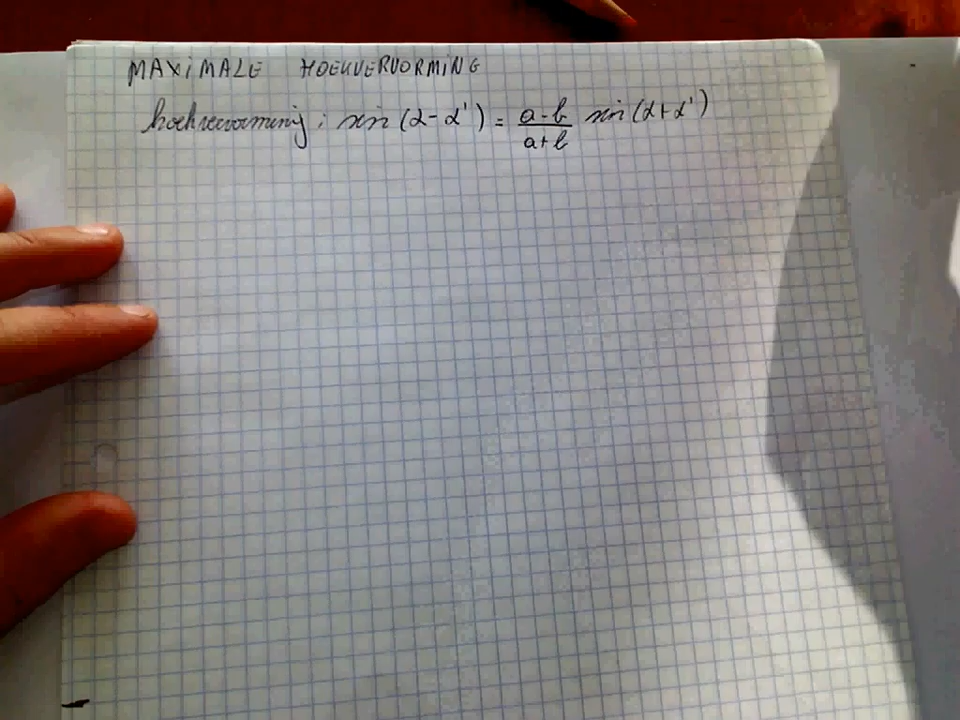 MAXIMALE HOEKVERVORMING
hoekvervorming: sin (α-α') = a-b/a+b sin (α+α')